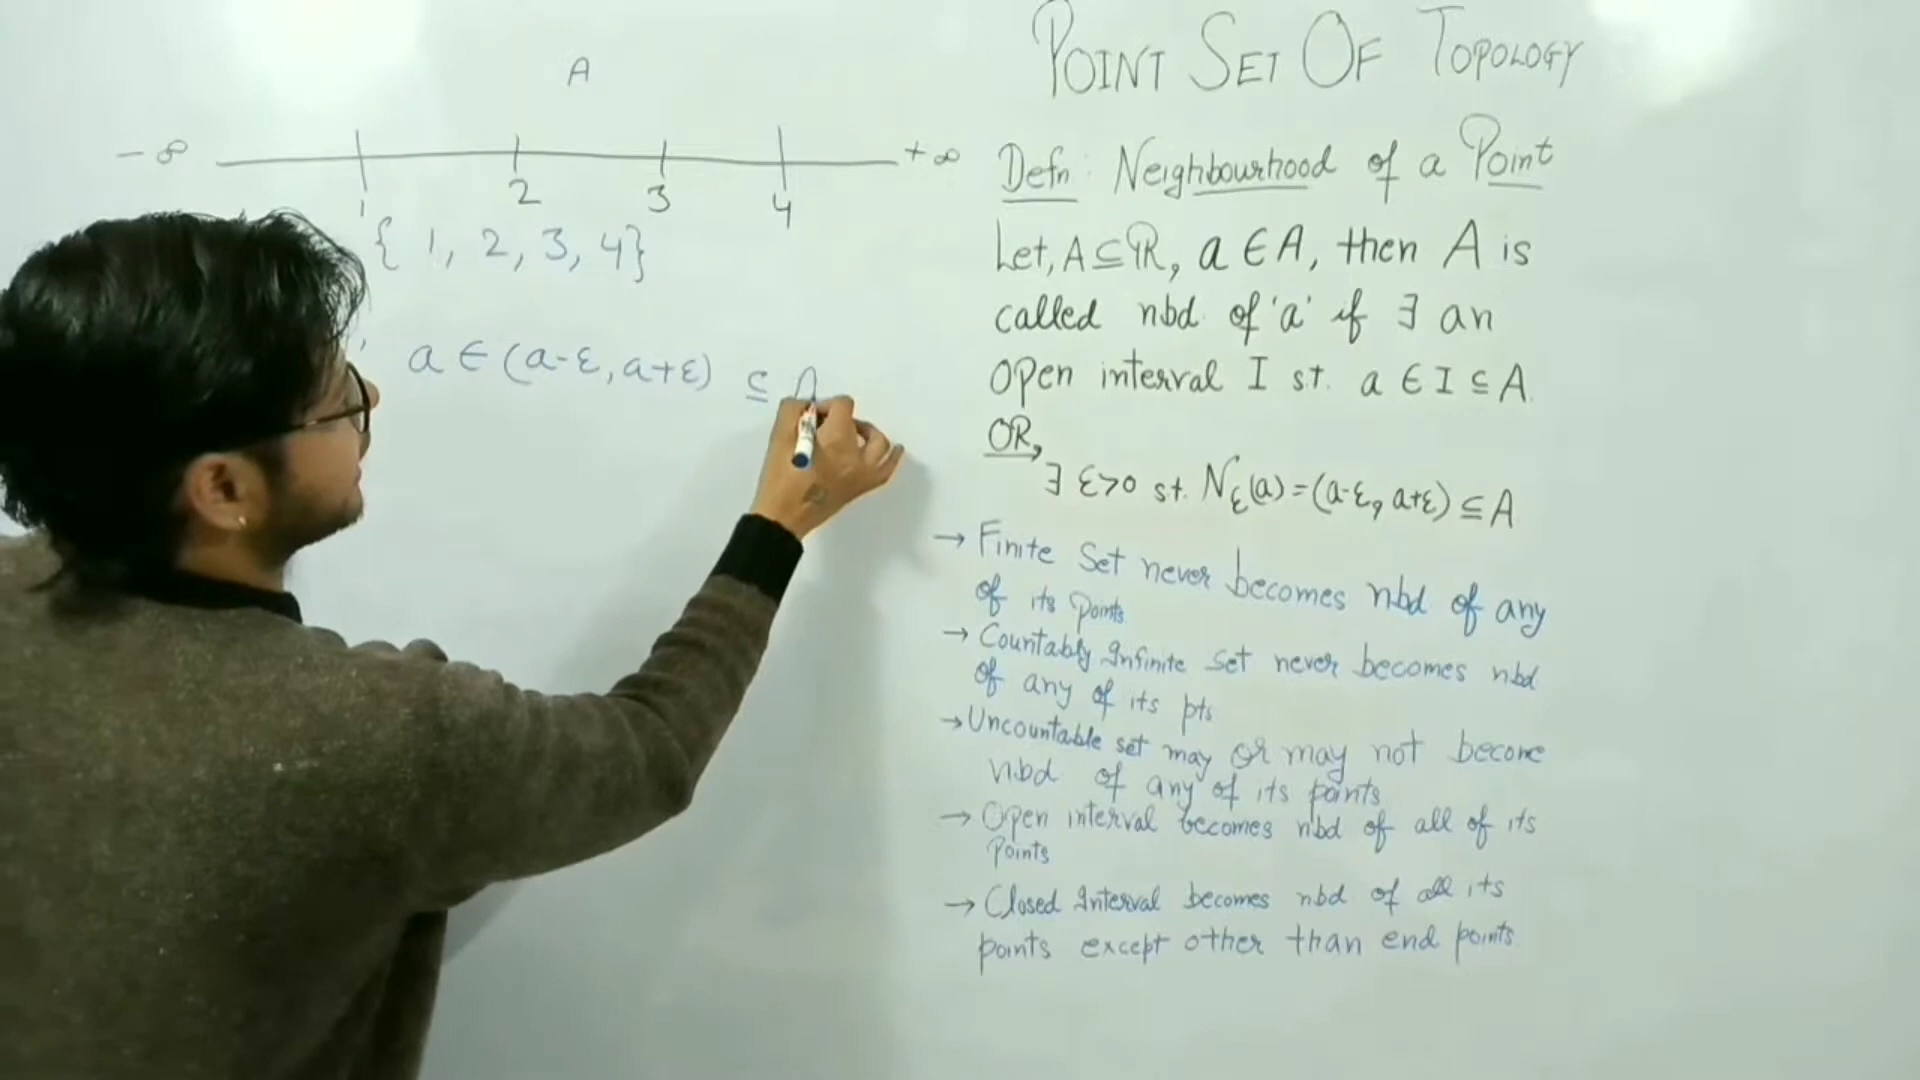 A
- ∞ + ∞
1 2 3 4
{ 1, 2, 3, 4}
a ∈ (a-ε, a+ε) ⊆ A
POINT SET OF TOPOLOGY
Defn: Neighbourhood of a Point
Let, A⊆ℝ, a ∈ A, then A is
called nbd. of 'a' if ∃ an
open interval I st. a ∈ I ⊆ A.
OR,
∃ ε>0 st. Nε(a) = (a-ε, a+ε) ⊆ A
→ Finite Set never becomes nbd of any
of its points
→ Countably Infinite Set never becomes nbd
of any of its pts
→ Uncountable set may or may not become
nbd of any of its points
→ Open interval becomes nbd of all of its
Points
→ Closed Interval becomes nbd of all its
points except other than end points